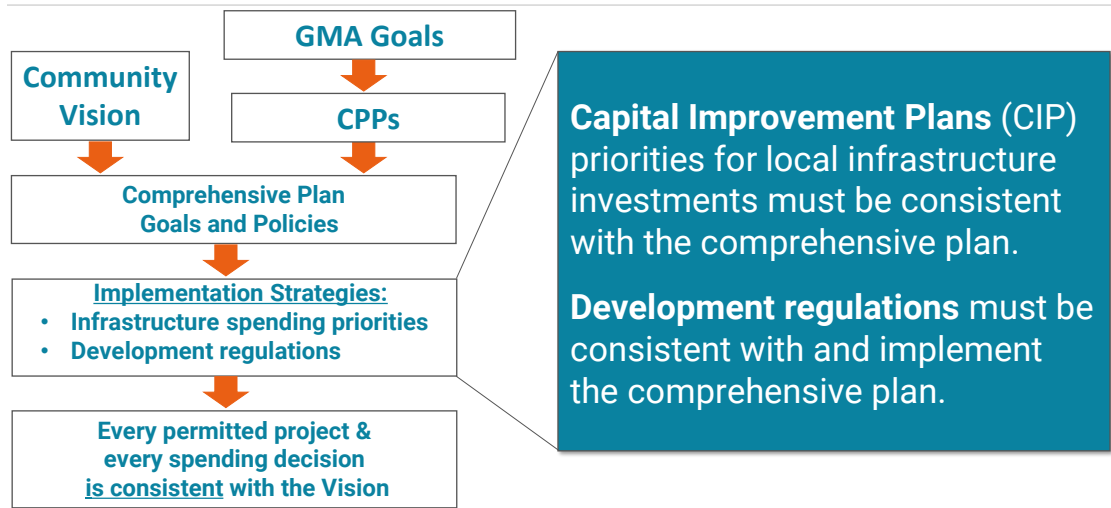 GMA Goals
Community
Vision
CPPs
Comprehensive Plan
Goals and Policies
Implementation Strategies:
• Infrastructure spending priorities
• Development regulations
Every permitted project &
every spending decision
is consistent with the Vision
Capital Improvement Plans (CIP)
priorities for local infrastructure
investments must be consistent
with the comprehensive plan.
Development regulations must be
consistent with and implement
the comprehensive plan.